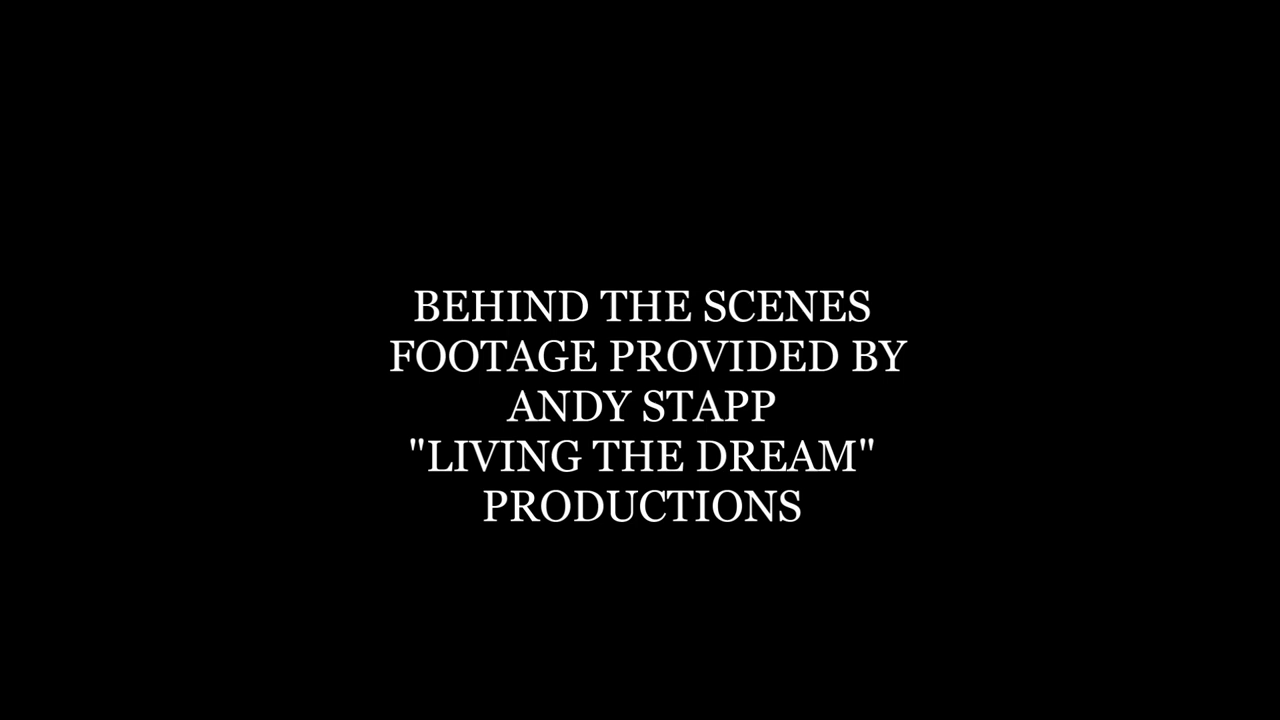 BEHIND THE SCENES
FOOTAGE PROVIDED BY
ANDY STAPP
"LIVING THE DREAM"
PRODUCTIONS